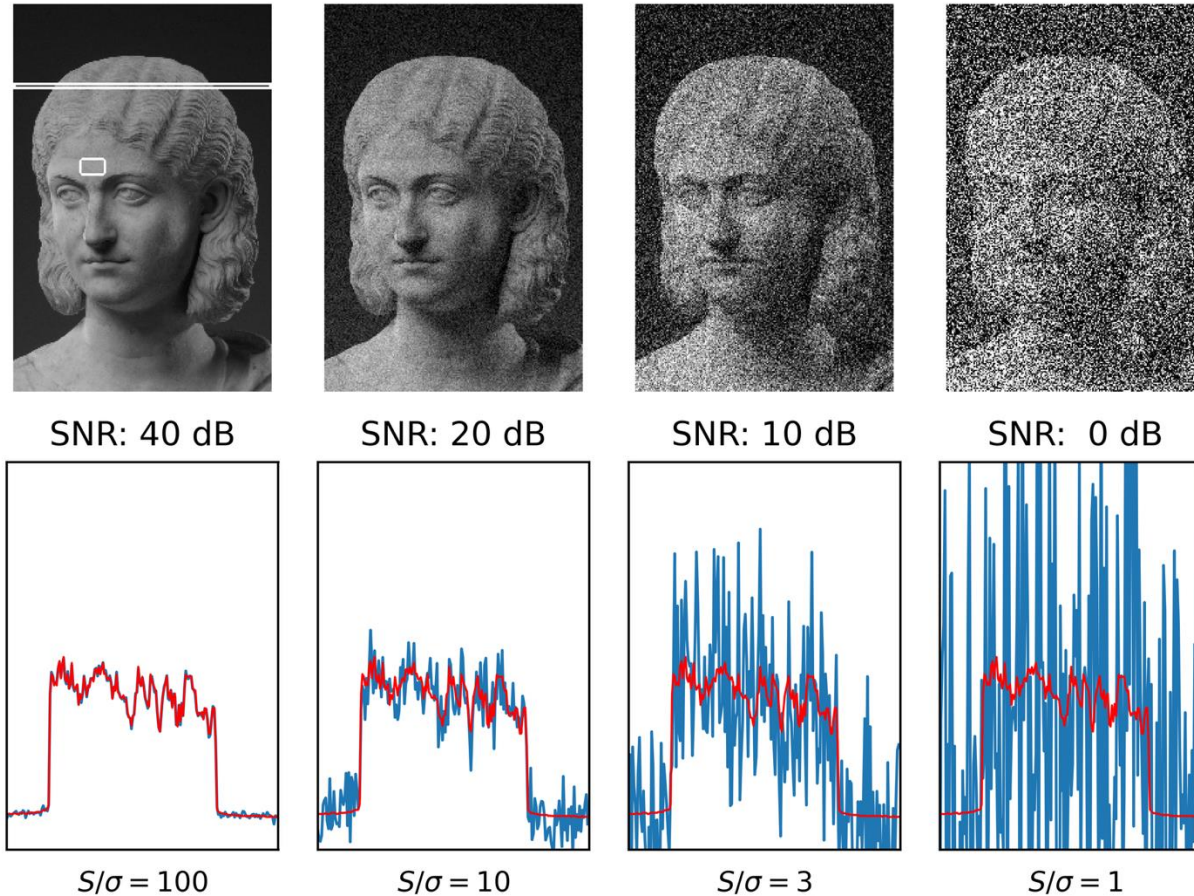 SNR: 40 dB SNR: 20 dB SNR: 10 dB SNR:  0 dB
S/σ = 100 S/σ = 10 S/σ = 3 S/σ = 1